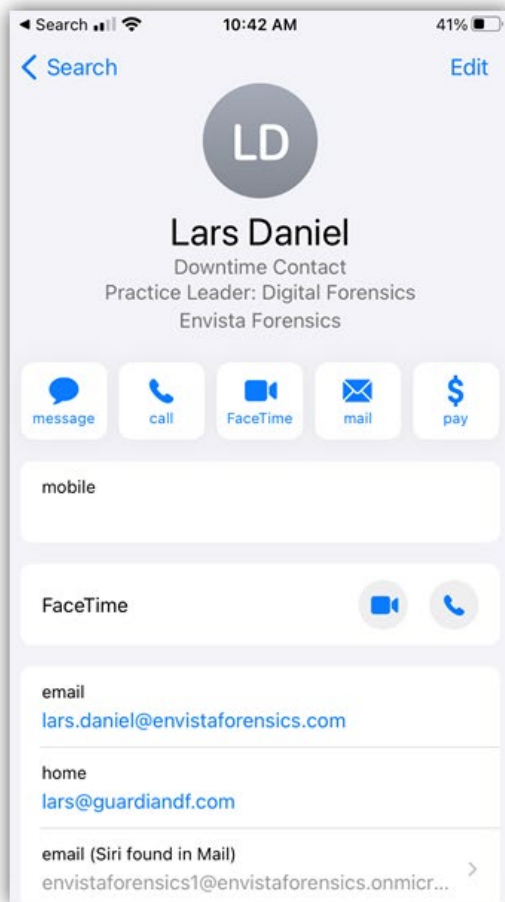 ◀ Search 10:42 AM 41%
Search Edit
LD
Lars Daniel
Downtime Contact
Practice Leader: Digital Forensics
Envista Forensics
message call FaceTime mail $ pay
mobile
FaceTime
email
lars.daniel@envistaforensics.com
home
lars@guardiandf.com
email (Siri found in Mail)
envistaforensics1@envistaforensics.onmicr...